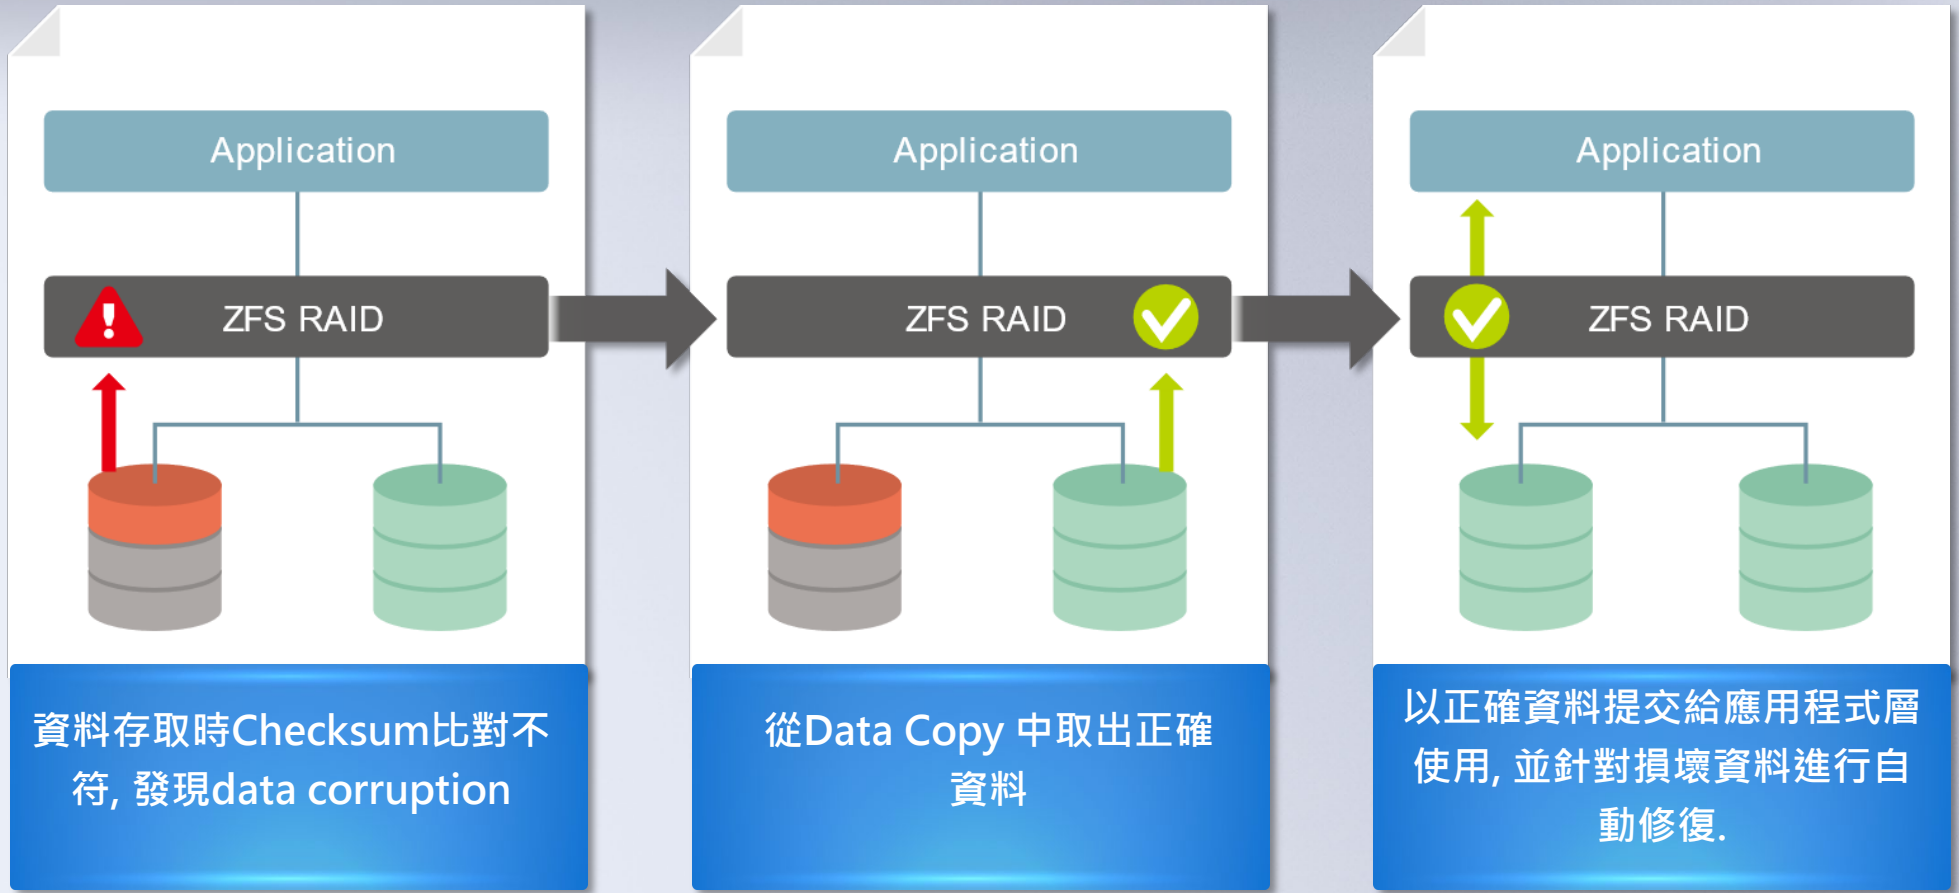 Application
ZFS RAID
資料存取時Checksum比對不
符, 發現data corruption
Application
ZFS RAID
從Data Copy 中取出正確
資料
Application
ZFS RAID
以正確資料提交給應用程式層
使用, 並針對損壞資料進行自
動修復.